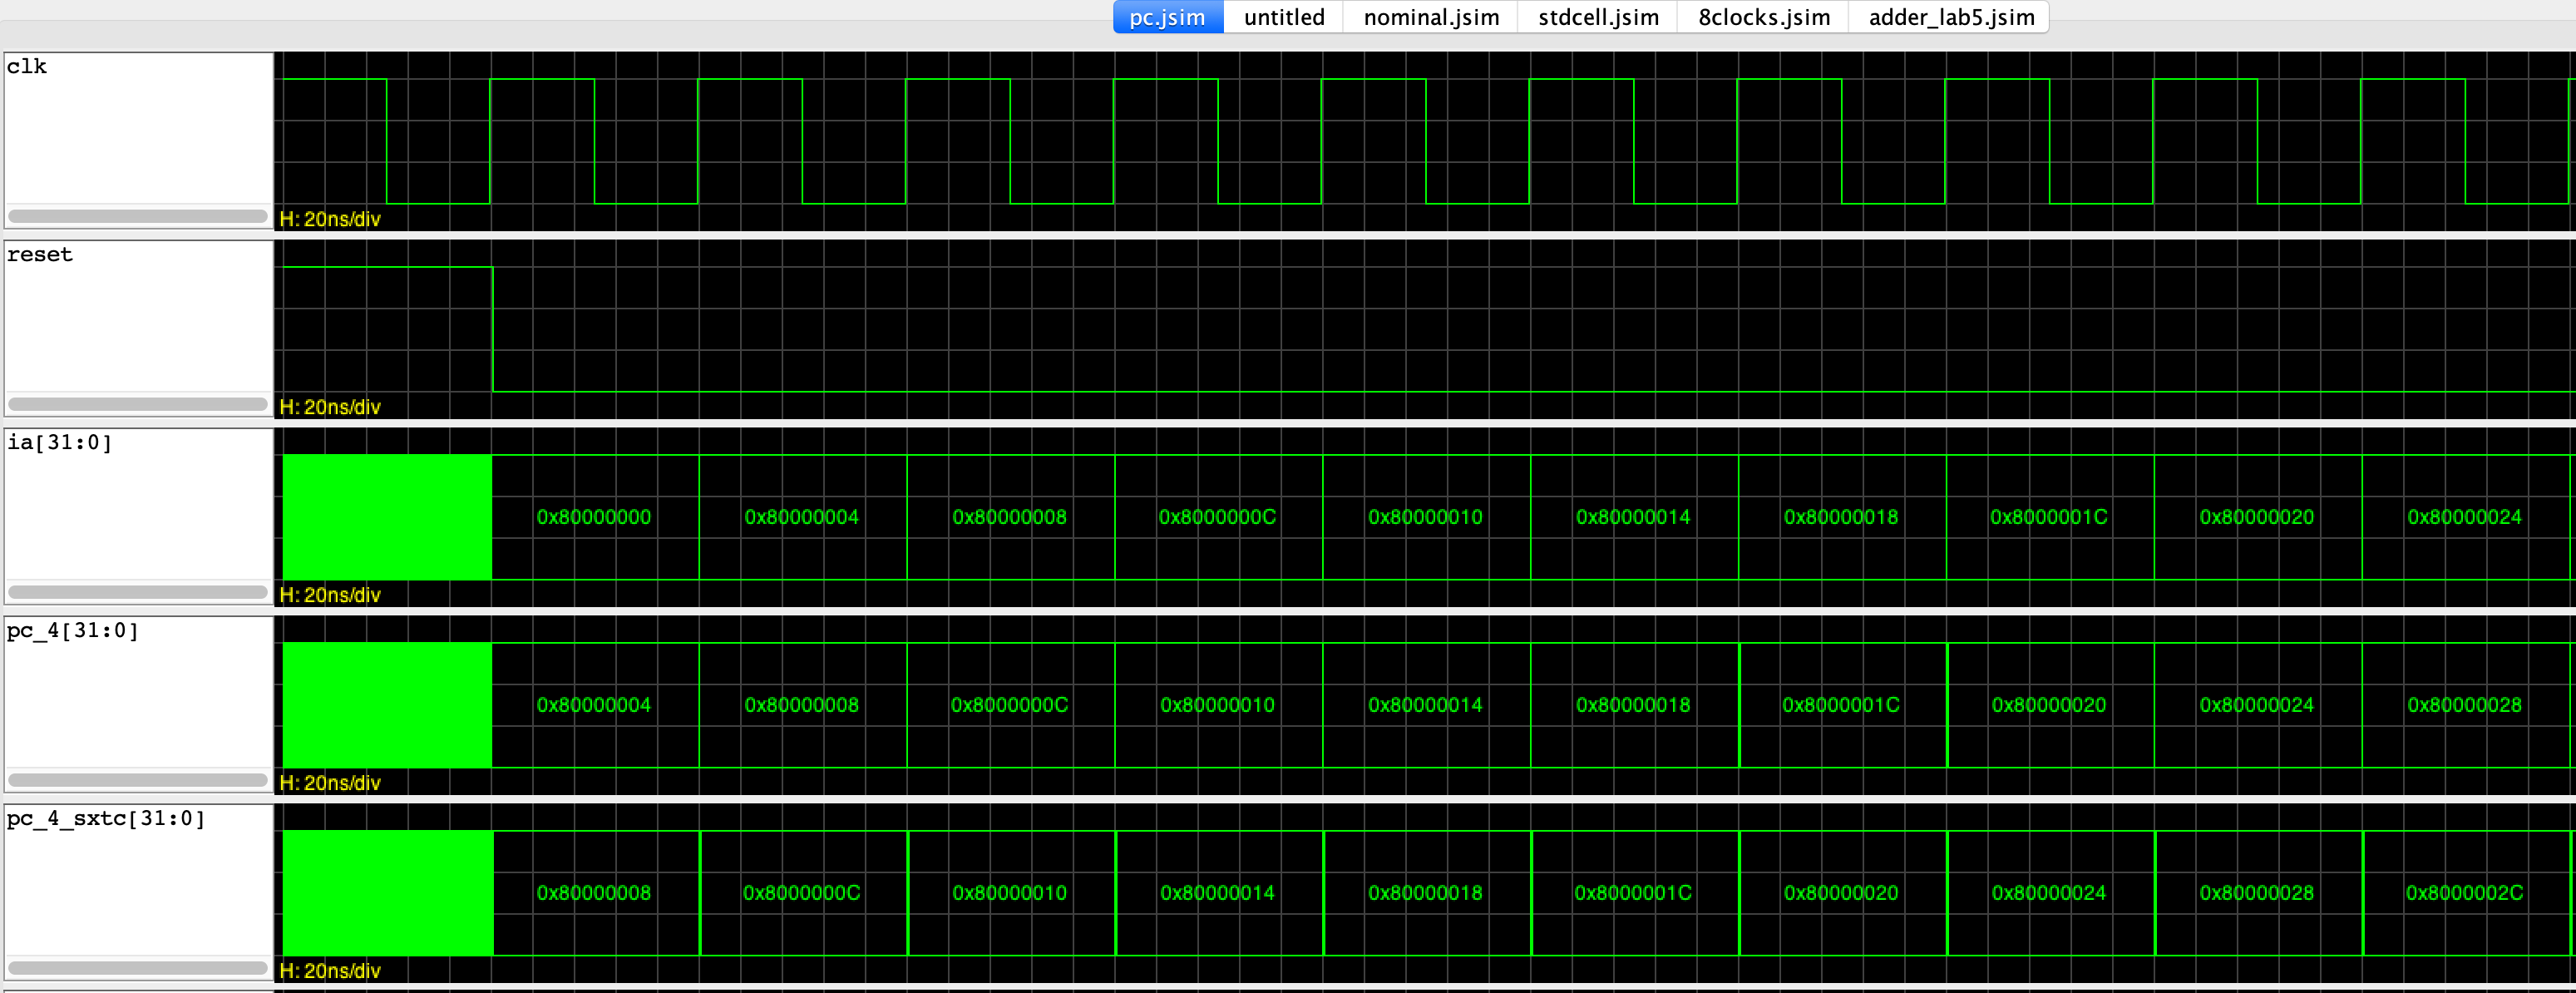 pc.jsim untitled nominal.jsim stdcell.jsim 8clocks.jsim adder_lab5.jsim
clk
H: 20ns/div
reset
H: 20ns/div
ia[31:0]
0x80000000 0x80000004 0x80000008 0x8000000C 0x80000010 0x80000014 0x80000018 0x8000001C 0x80000020 0x80000024
H: 20ns/div
pc_4[31:0]
0x80000004 0x80000008 0x8000000C 0x80000010 0x80000014 0x80000018 0x8000001C 0x80000020 0x80000024 0x80000028
H: 20ns/div
pc_4_sxtc[31:0]
0x80000008 0x8000000C 0x80000010 0x80000014 0x80000018 0x8000001C 0x80000020 0x80000024 0x80000028 0x8000002C
H: 20ns/div